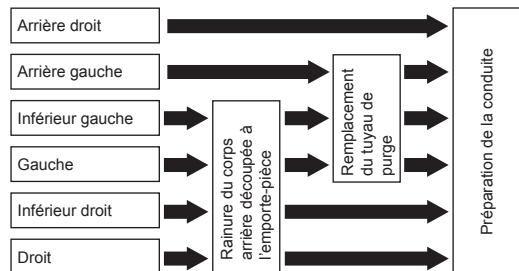 Arrière droit
Arrière gauche
Inférieur gauche
Gauche
Inférieur droit
Droit
Rainure du corps
arrière découpée à
l'emporte-pièce
Remplacement
du tuyau de
purge
Préparation de la conduite